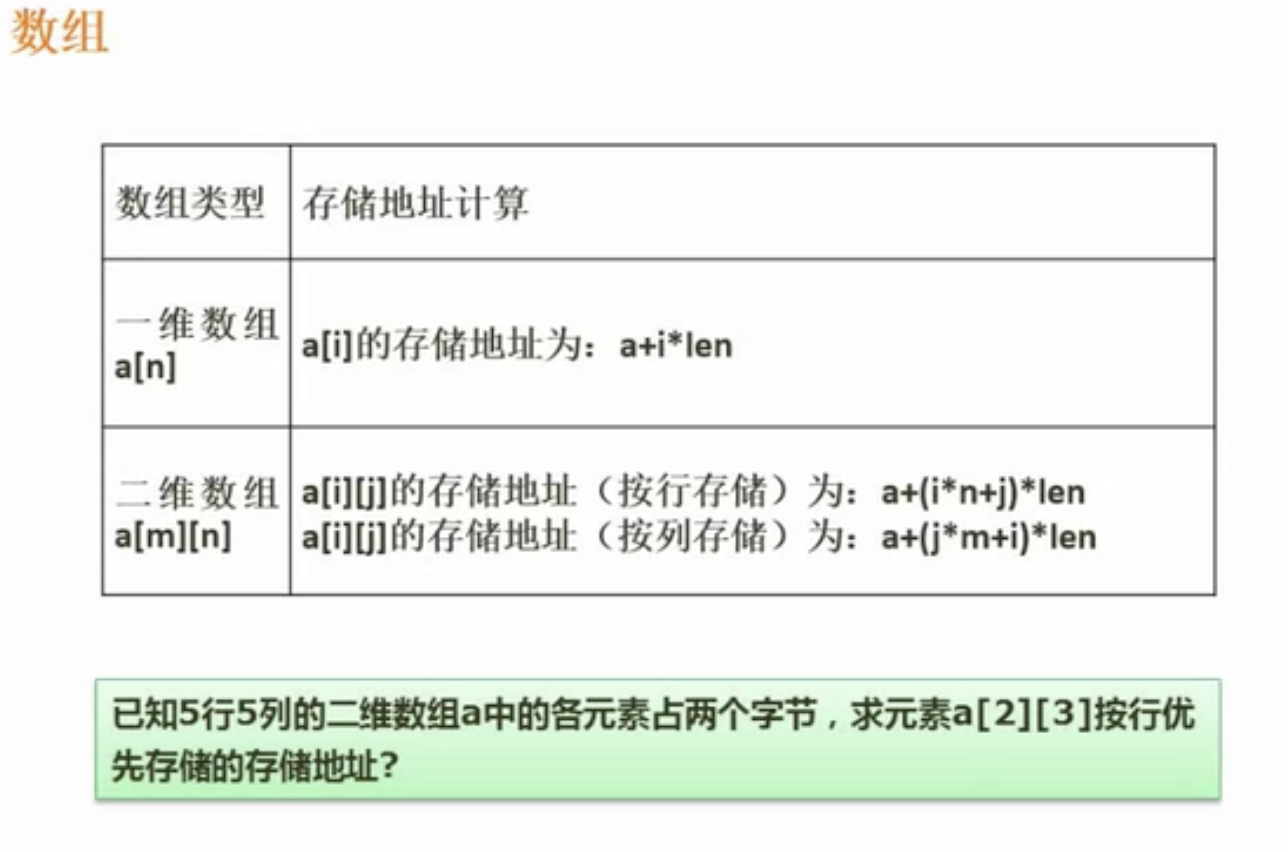 数组
数组类型 存储地址计算
一维数组
a[n]
a[i]的存储地址为：a+i*len
二维数组
a[m][n]
a[i][j]的存储地址（按行存储）为：a+(i*n+j)*len
a[i][j]的存储地址（按列存储）为：a+(j*m+i)*len
已知5行5列的二维数组a中的各元素占两个字节，求元素a[2][3]按行优
先存储的存储地址?